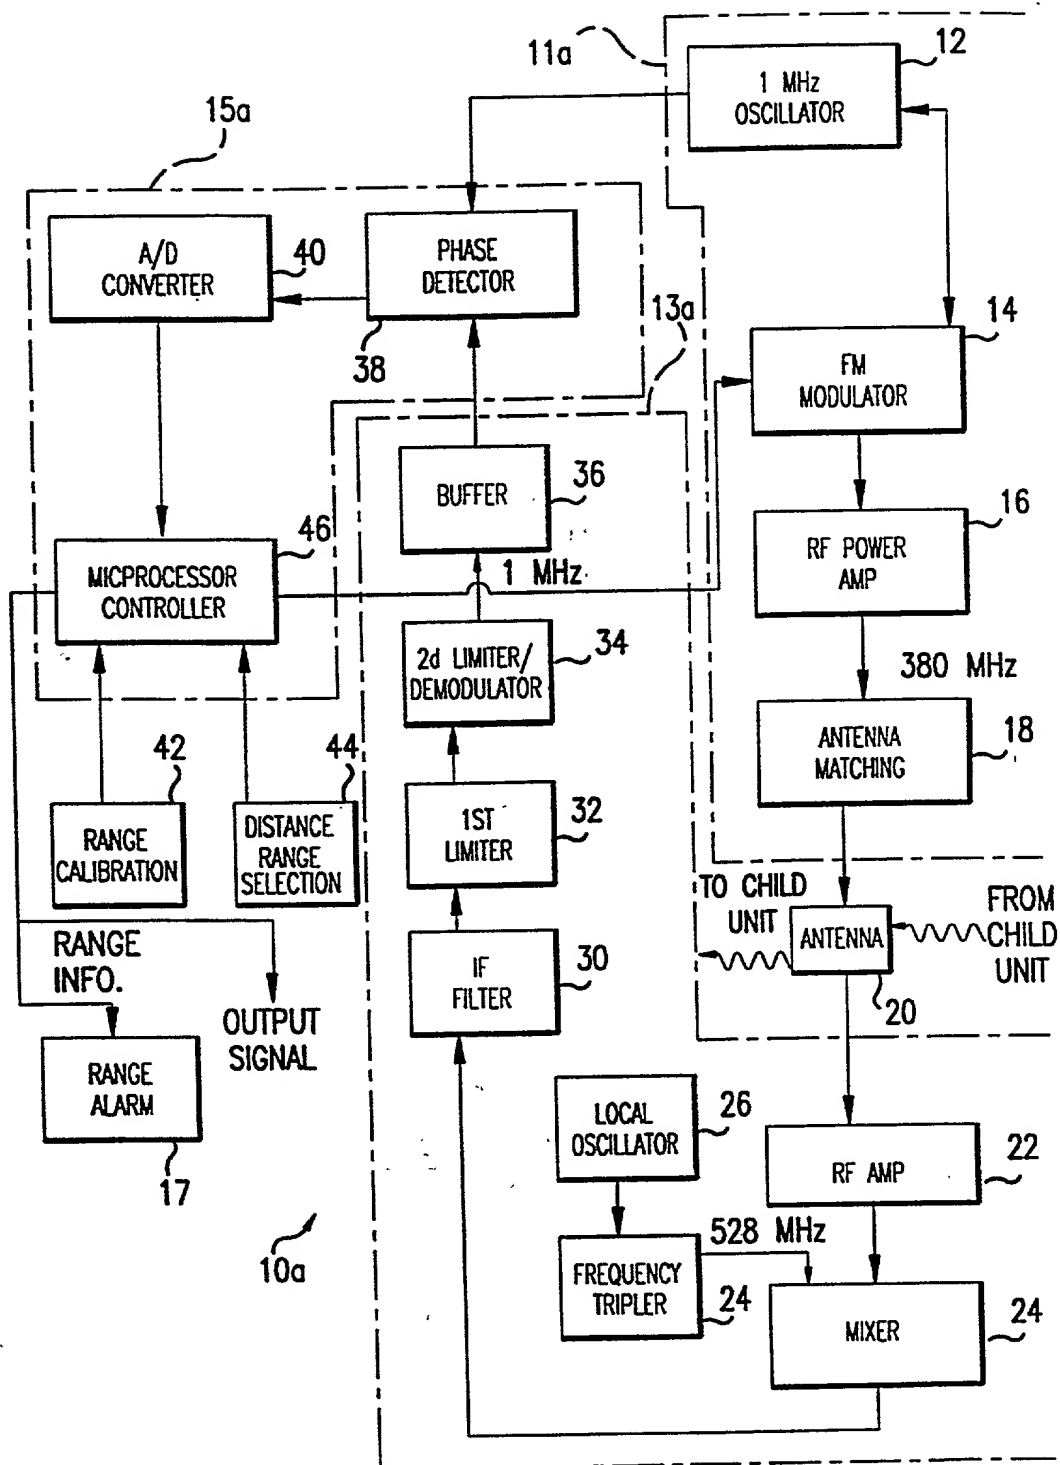 11a
12
1 MHz
OSCILLATOR
15a
A/D
CONVERTER
40
PHASE
DETECTOR
38
13a
14
FM
MODULATOR
BUFFER
36
16
RF POWER
AMP
46
MICPROCESSOR
CONTROLLER
1 MHz
34
2d LIMITER/
DEMODULATOR
380 MHz
18
ANTENNA
MATCHING
42
RANGE
CALIBRATION
44
DISTANCE
RANGE
SELECTION
32
1ST
LIMITER
TO CHILD
UNIT
ANTENNA
20
FROM
CHILD
UNIT
RANGE
INFO.
30
IF
FILTER
OUTPUT
SIGNAL
RANGE
ALARM
17
26
LOCAL
OSCILLATOR
22
RF AMP
10a
528 MHz
FREQUENCY
TRIPLER
24
MIXER
24